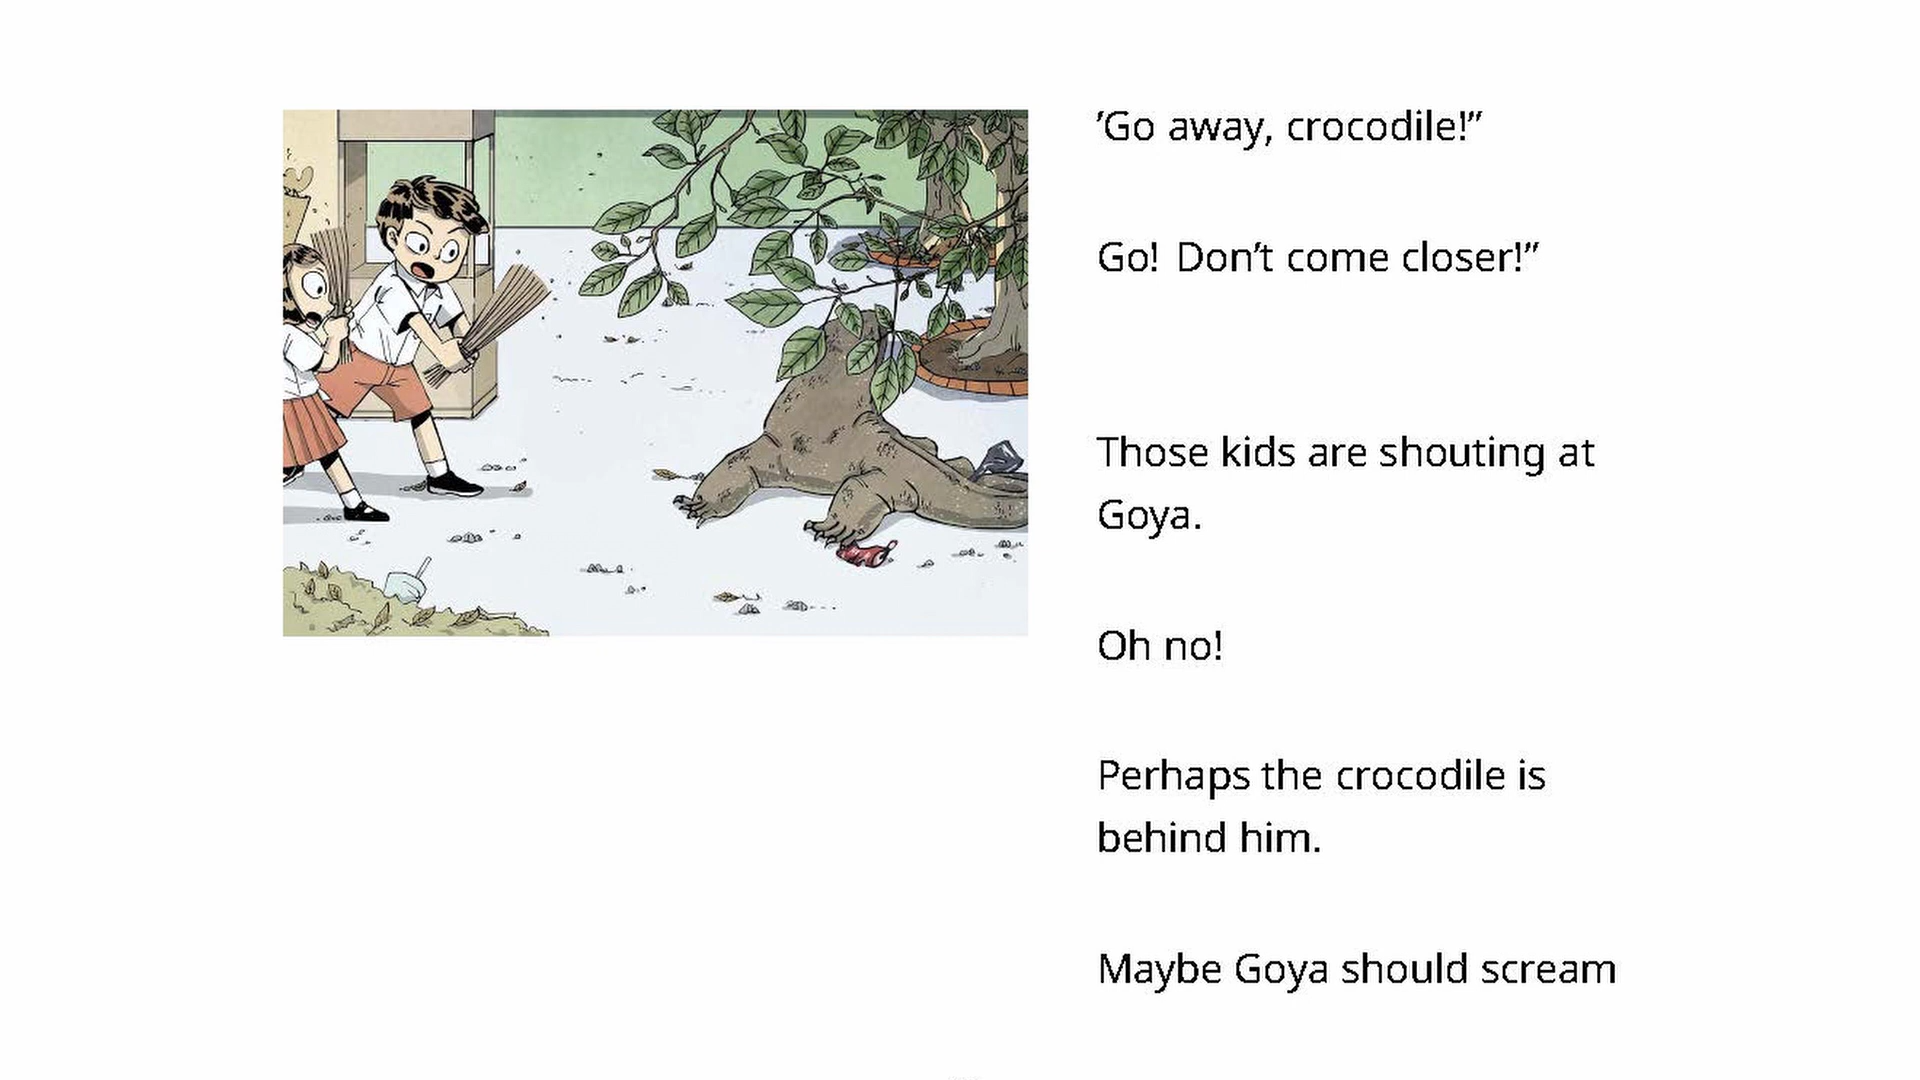 ’Go away, crocodile!”
Go! Don’t come closer!”
Those kids are shouting at
Goya.
Oh no!
Perhaps the crocodile is
behind him.
Maybe Goya should scream